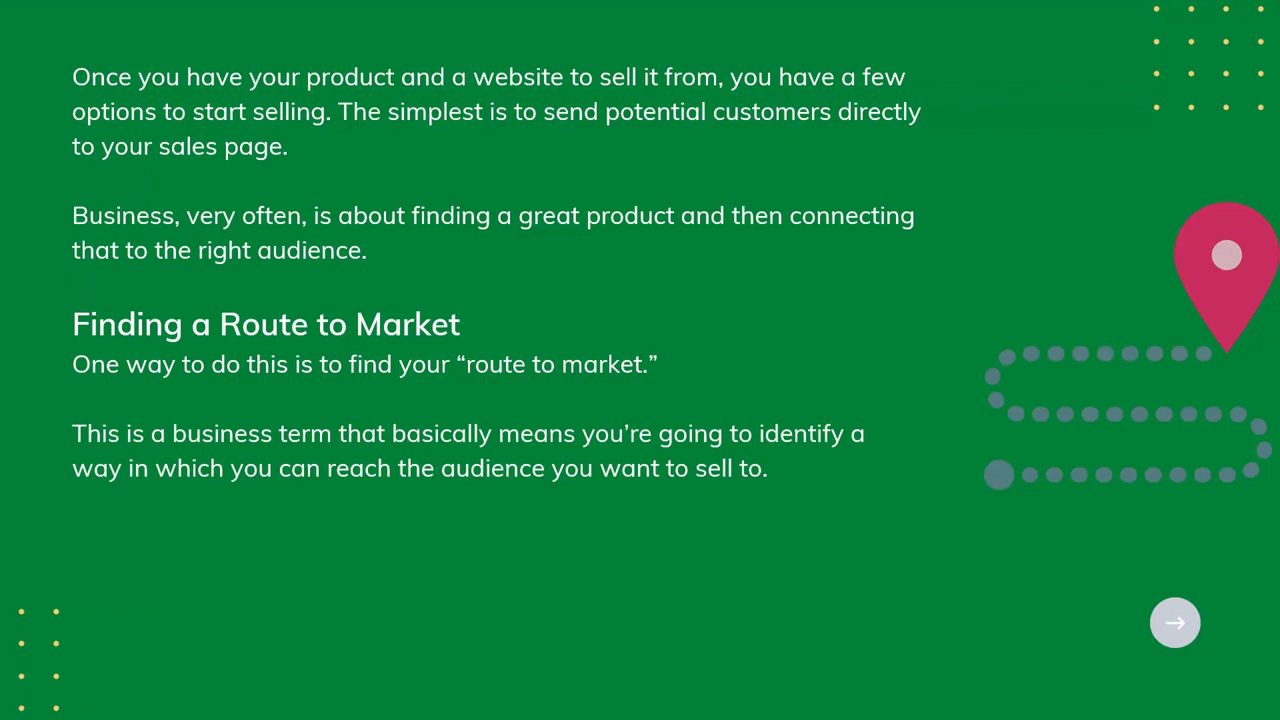 Once you have your product and a website to sell it from, you have a few
options to start selling. The simplest is to send potential customers directly
to your sales page.
Business, very often, is about finding a great product and then connecting
that to the right audience.
Finding a Route to Market
One way to do this is to find your “route to market.”
This is a business term that basically means you’re going to identify a
way in which you can reach the audience you want to sell to.